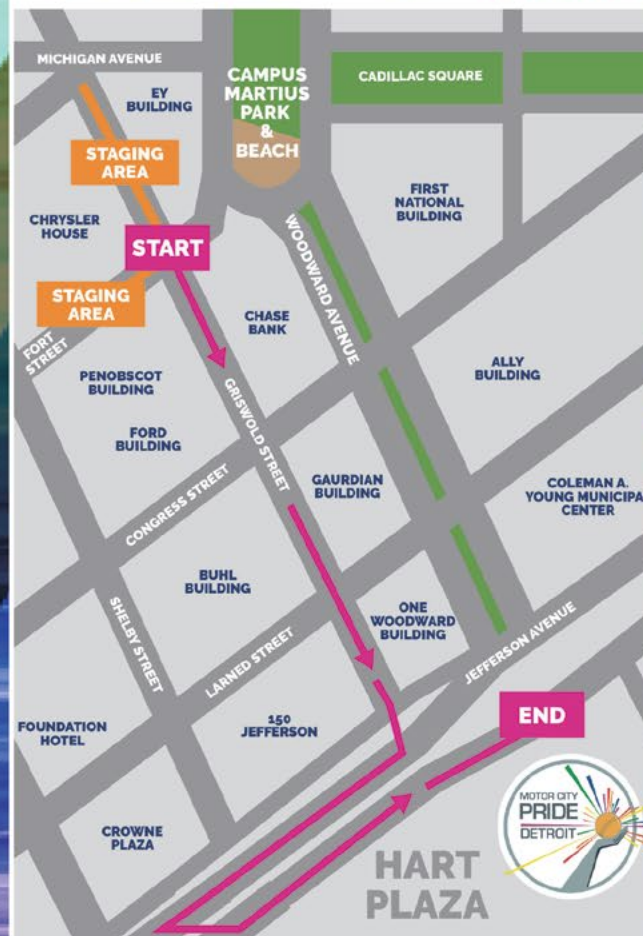 MICHIGAN AVENUE
EY
BUILDING
CAMPUS
MARTIUS
PARK
&
BEACH
CADILLAC SQUARE
STAGING
AREA
FIRST
NATIONAL
BUILDING
CHRYSLER
HOUSE
START
WOODWARD AVENUE
STAGING
AREA
CHASE
BANK
FORT
STREET
PENOBSCOT
BUILDING
ALLY
BUILDING
FORD
BUILDING
GRISWOLD STREET
CONGRESS STREET
GAURDIAN
BUILDING
COLEMAN A.
YOUNG MUNICIPA
CENTER
BUHL
BUILDING
SHELBY STREET
LARNED STREET
ONE
WOODWARD
BUILDING
JEFFERSON AVENUE
FOUNDATION
HOTEL
150
JEFFERSON
END
CROWNE
PLAZA
MOTOR CITY
PRIDE
DETROIT
HART
PLAZA